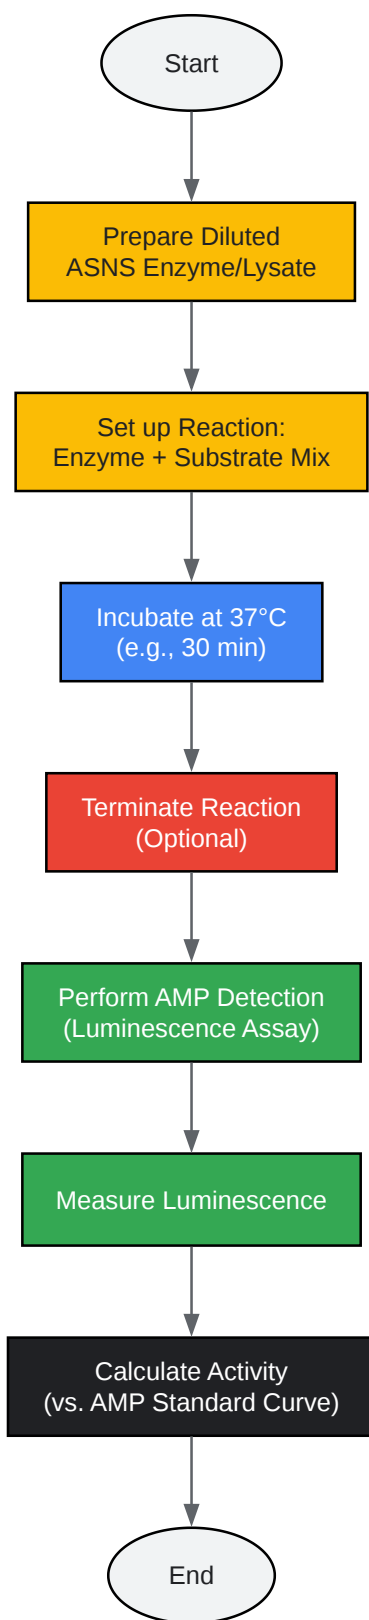 Start
Prepare Diluted
ASNS Enzyme/Lysate
Set up Reaction:
Enzyme + Substrate Mix
Incubate at 37°C
(e.g., 30 min)
Terminate Reaction
(Optional)
Perform AMP Detection
(Luminescence Assay)
Measure Luminescence
Calculate Activity
(vs. AMP Standard Curve)
End